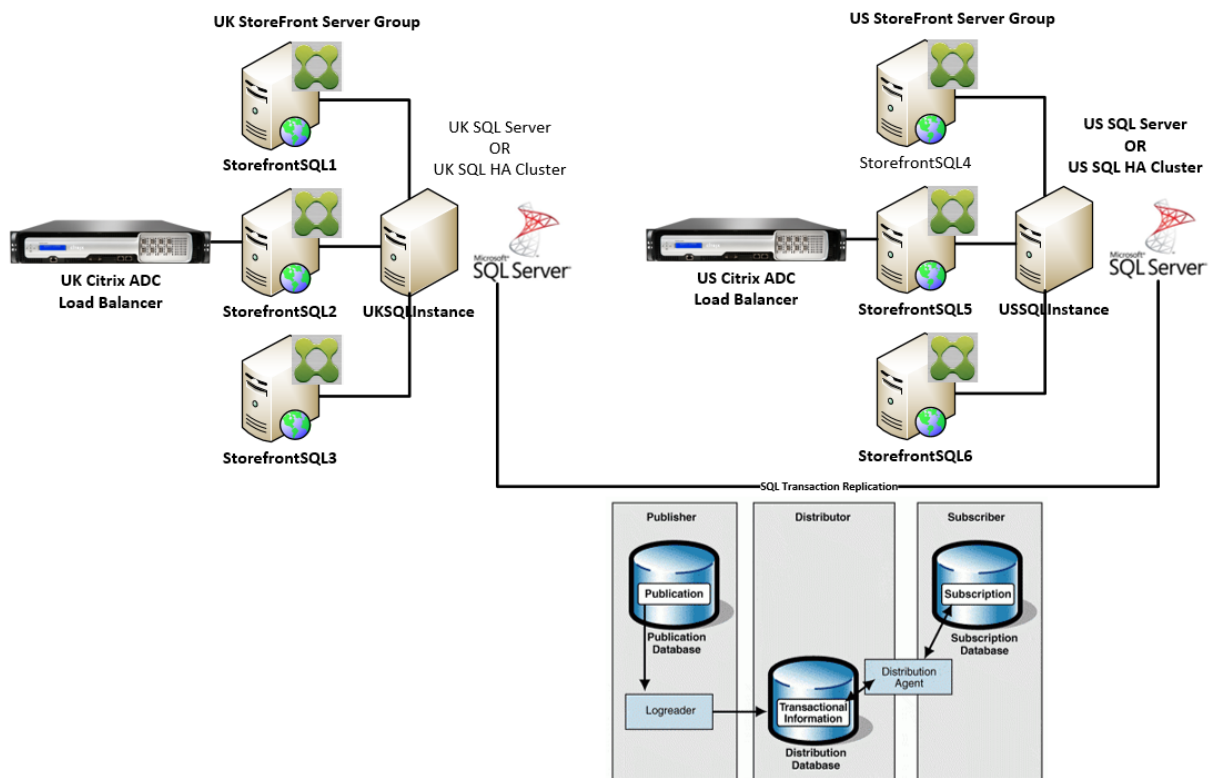 UK StoreFront Server Group
US StoreFront Server Group
StorefrontSQL1
UK SQL Server
OR
UK SQL HA Cluster
StorefrontSQL4
US SQL Server
OR
US SQL HA Cluster
UK Citrix ADC
Load Balancer
StorefrontSQL2
UKSQLInstance
Microsoft®
SQL Server®
US Citrix ADC
Load Balancer
StorefrontSQL5
USSQLInstance
Microsoft®
SQL Server®
StorefrontSQL3
StorefrontSQL6
SQL Transaction Replication
Publisher
Distributor
Subscriber
Publication
Publication
Database
Subscription
Subscription
Database
Logreader
Transactional
Information
Distribution
Database
Distribution
Agent